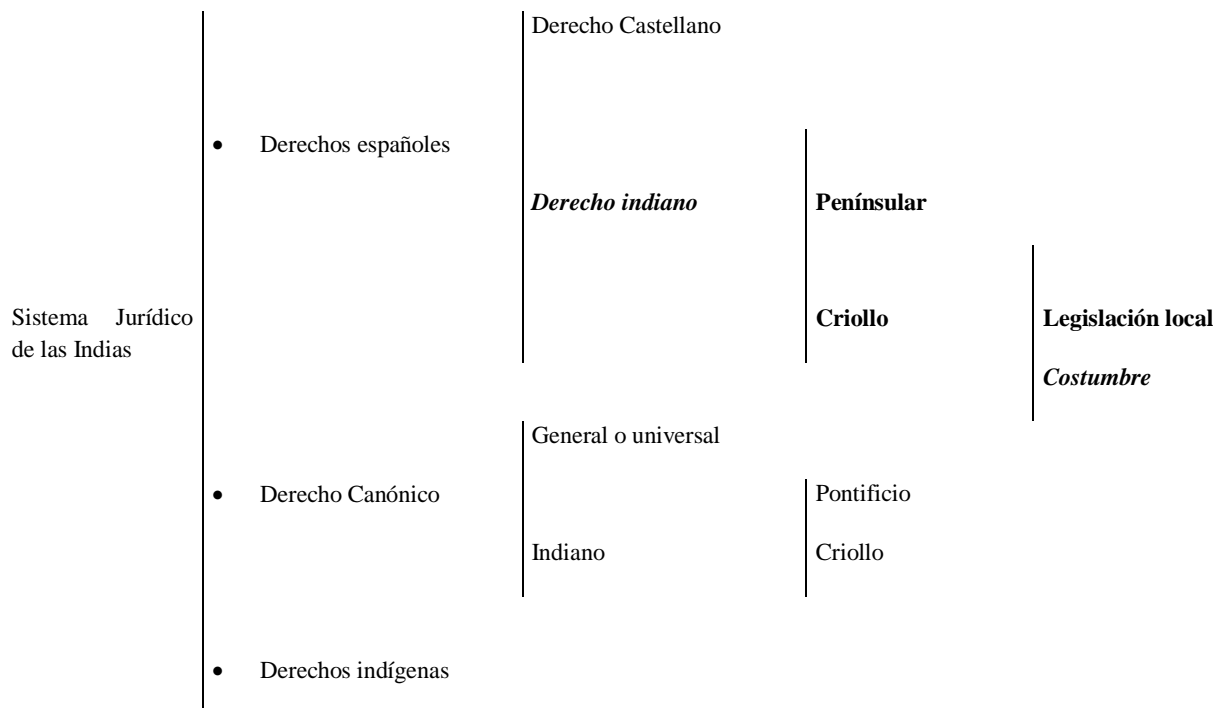 Derecho Castellano
• Derechos españoles
Derecho indiano
Penínsular
Sistema Jurídico
de las Indias
Criollo
Legislación local
Costumbre
General o universal
• Derecho Canónico
Pontificio
Indiano
Criollo
• Derechos indígenas